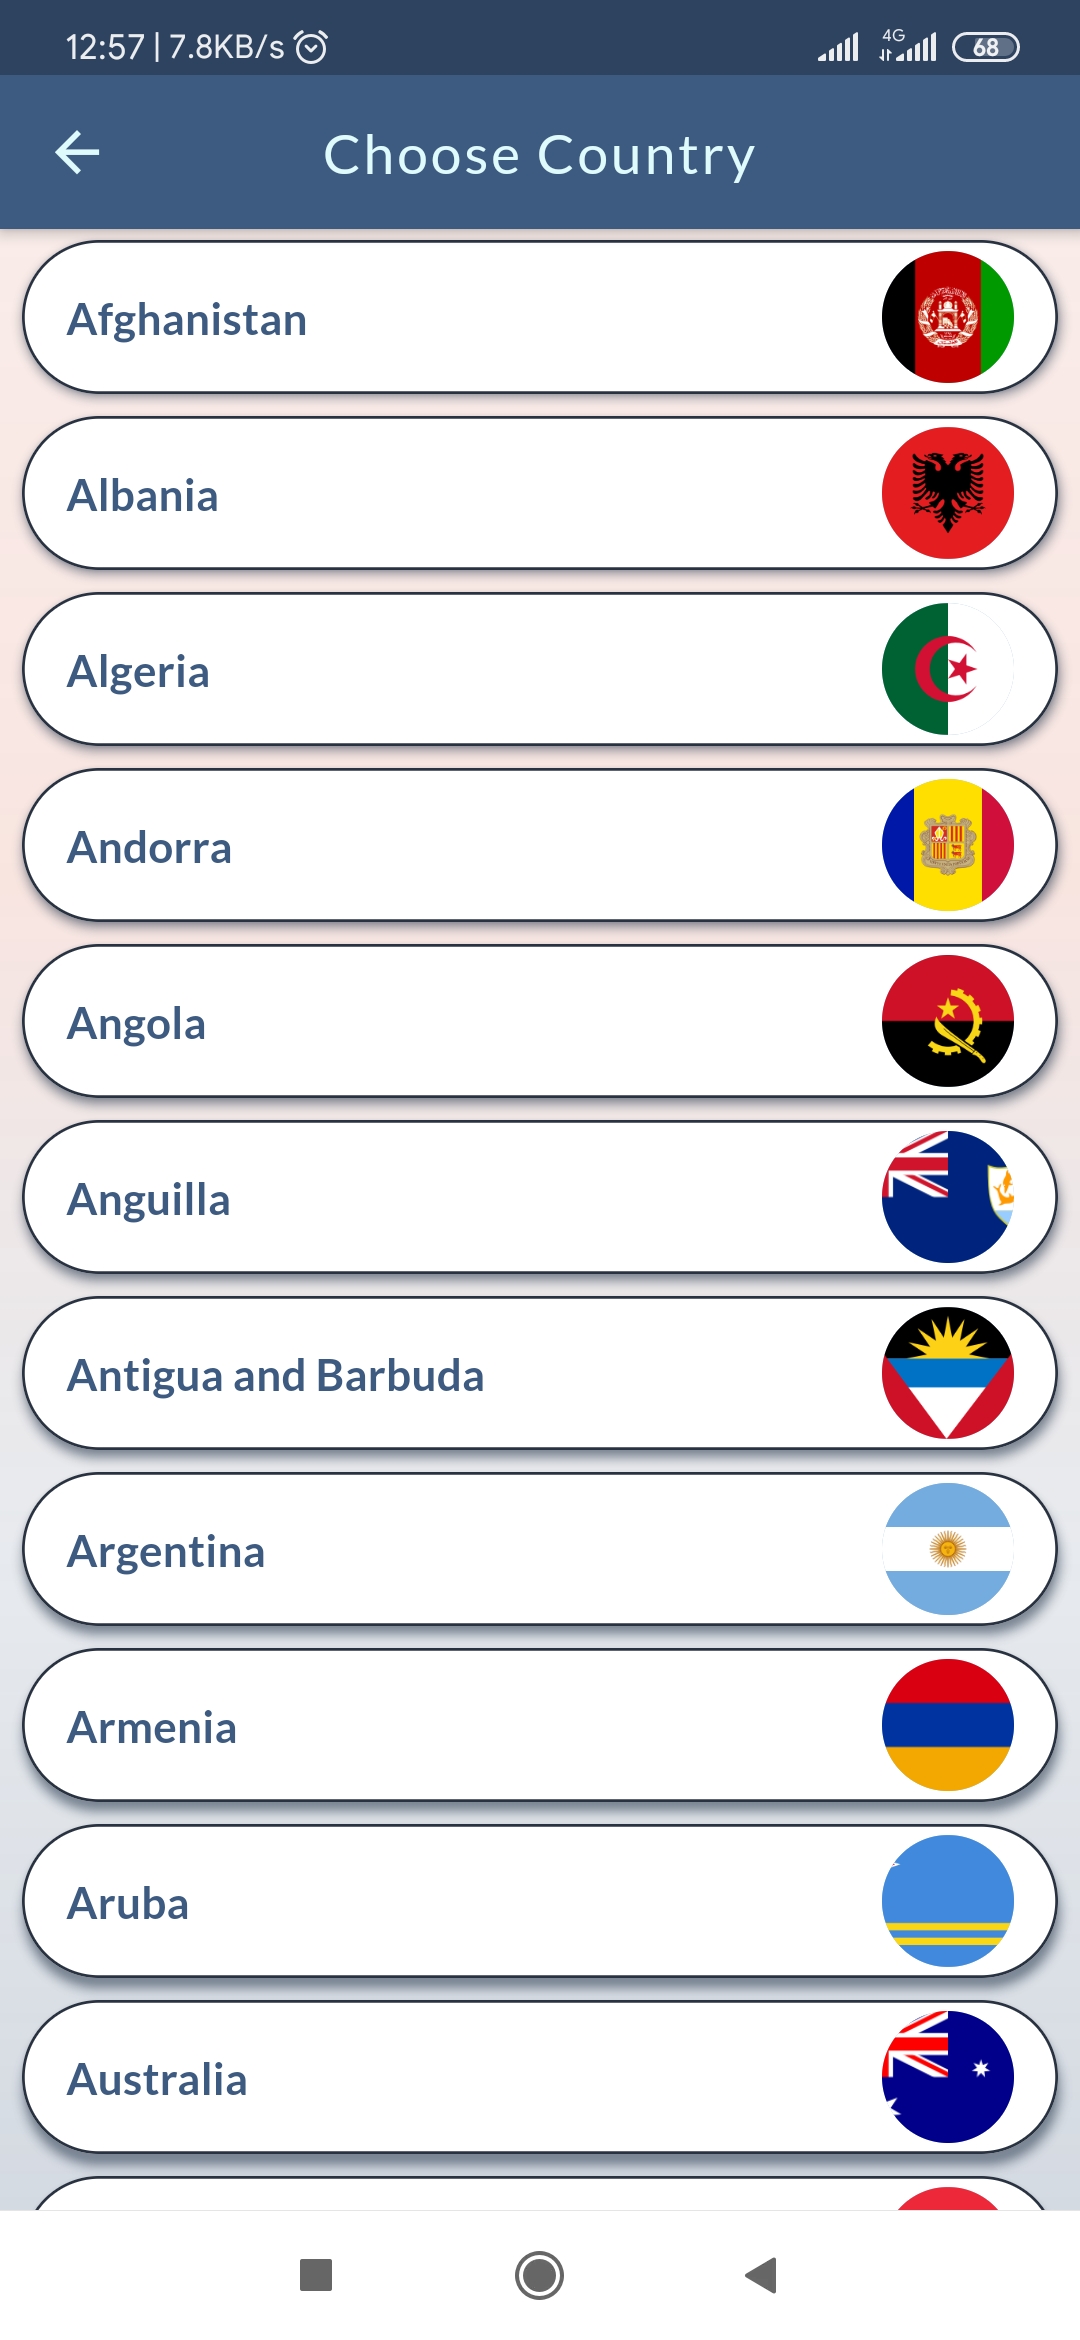 12:57 | 7.8KB/s
4G
68
Choose Country
Afghanistan
Albania
Algeria
Andorra
Angola
Anguilla
Antigua and Barbuda
Argentina
Armenia
Aruba
Australia